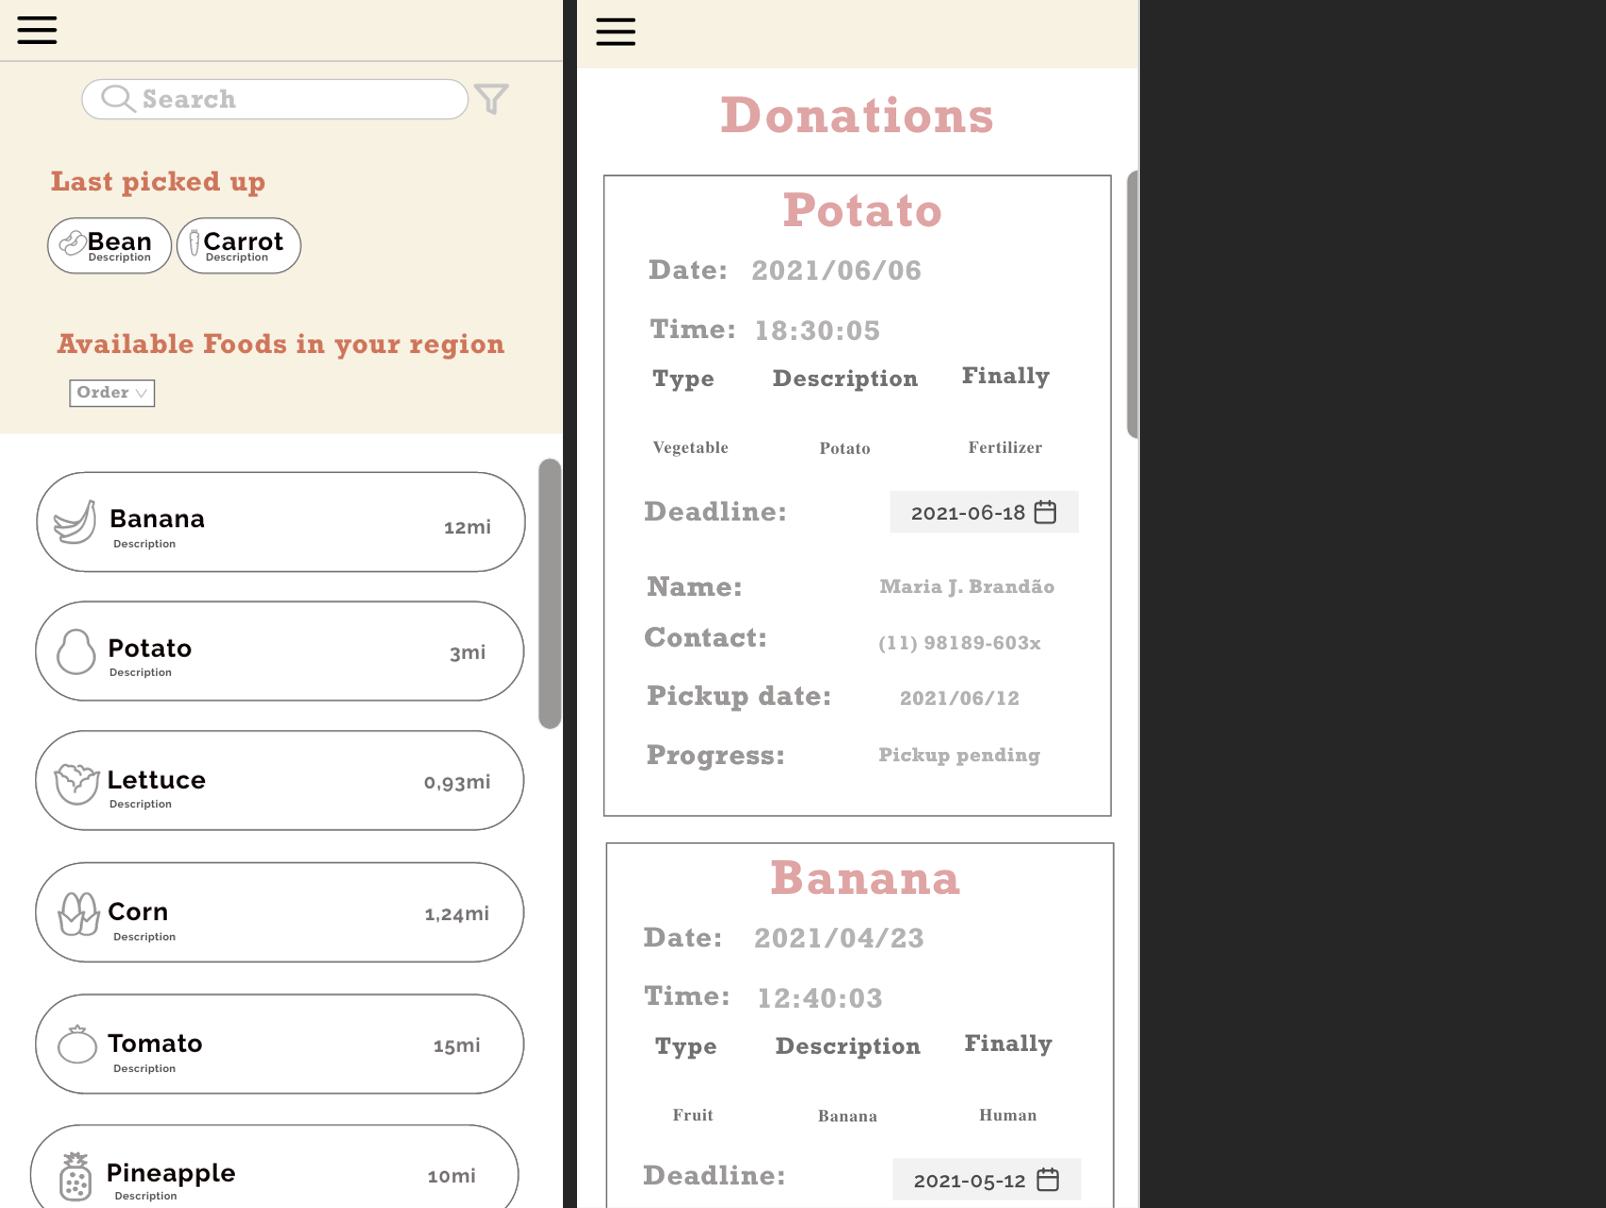 Search
Last picked up
Bean
Description
Carrot
Description
Available Foods in your region
Order
Banana
Description
12mi
Potato
Description
3mi
Lettuce
Description
0,93mi
Corn
Description
1,24mi
Tomato
Description
15mi
Pineapple
Description
10mi
Donations
Potato
Date: 2021/06/06
Time: 18:30:05
Type Description Finally
Vegetable Potato Fertilizer
Deadline: 2021-06-18
Name: Maria J. Brandão
Contact: (11) 98189-603x
Pickup date: 2021/06/12
Progress: Pickup pending
Banana
Date: 2021/04/23
Time: 12:40:03
Type Description Finally
Fruit Banana Human
Deadline: 2021-05-12